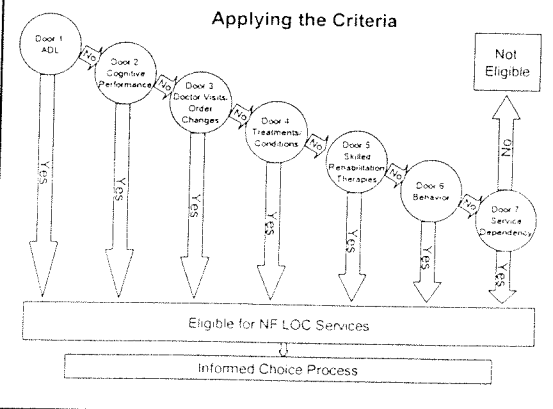 Applying the Criteria
Door 1
ADL
No
Door 2
Cognitive
Performance
No
Door 3
Doctor Visits/
Order
Changes
No
Door 4
Treatments/
Conditions
No
Door 5
Skilled
Rehabilitation
Therapies
No
Door 6
Behavior
No
Door 7
Service
Dependency
No
Not
Eligible
Yes
Yes
Yes
Yes
Yes
Yes
Yes
Eligible for NF LOC Services
Informed Choice Process